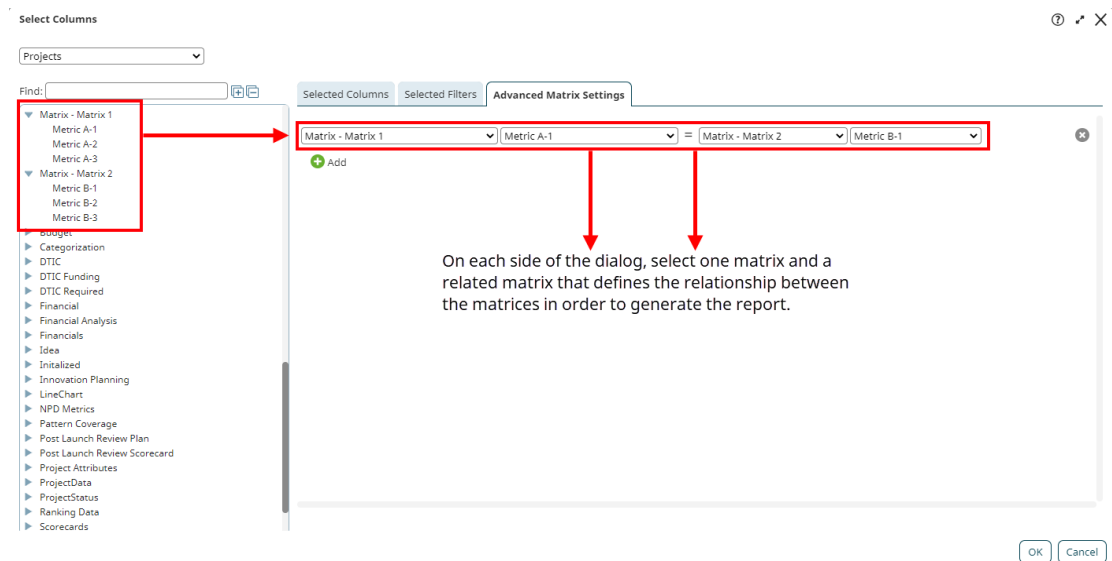 Select Columns
Projects
Find:
Matrix - Matrix 1
Metric A-1
Metric A-2
Metric A-3
Matrix - Matrix 2
Metric B-1
Metric B-2
Metric B-3
Budget
Categorization
DTIC
DTIC Funding
DTIC Required
Financial
Financial Analysis
Financials
Idea
Initalized
Innovation Planning
LineChart
NPD Metrics
Pattern Coverage
Post Launch Review Plan
Post Launch Review Scorecard
Project Attributes
ProjectData
ProjectStatus
Ranking Data
Scorecards
Selected Columns Selected Filters Advanced Matrix Settings
Matrix - Matrix 1 Metric A-1 = Matrix - Matrix 2 Metric B-1
Add
On each side of the dialog, select one matrix and a
related matrix that defines the relationship between
the matrices in order to generate the report.
OK Cancel